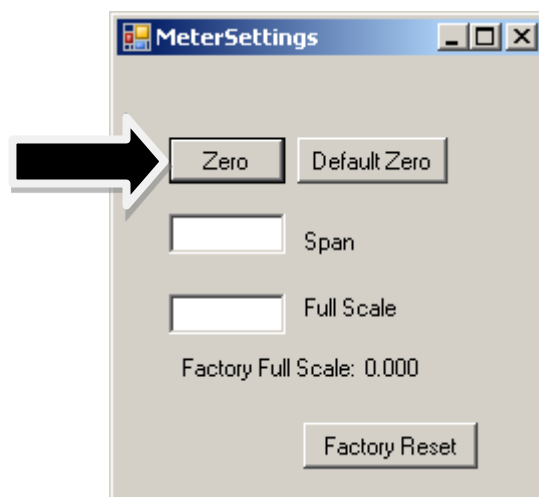 MeterSettings
Zero Default Zero
Span
Full Scale
Factory Full Scale: 0.000
Factory Reset